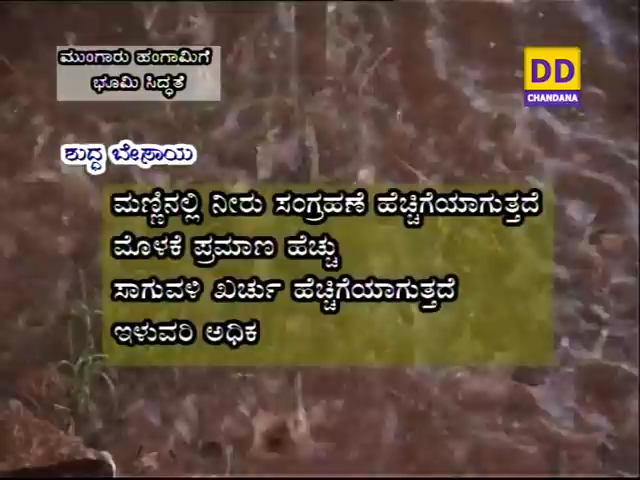 ಮುಂಗಾರು ಹಂಗಾಮಿಗೆ
ಭೂಮಿ ಸಿದ್ಧತೆ
DD
CHANDANA
ಶುದ್ಧ ಬೇಸಾಯ
ಮಣ್ಣಿನಲ್ಲಿ ನೀರು ಸಂಗ್ರಹಣೆ ಹೆಚ್ಚಿಗೆಯಾಗುತ್ತದೆ
ಮೊಳಕೆ ಪ್ರಮಾಣ ಹೆಚ್ಚು
ಸಾಗುವಳಿ ಖರ್ಚು ಹೆಚ್ಚಿಗೆಯಾಗುತ್ತದೆ
ಇಳುವರಿ ಅಧಿಕ